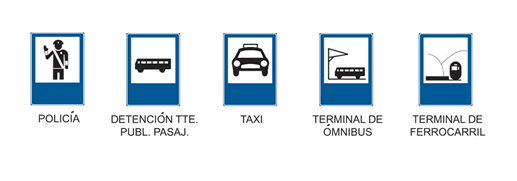 POLICÍA
DETENCIÓN TTE.
PUBL. PASAJ.
TAXI
TERMINAL DE
ÓMNIBUS
TERMINAL DE
FERROCARRIL